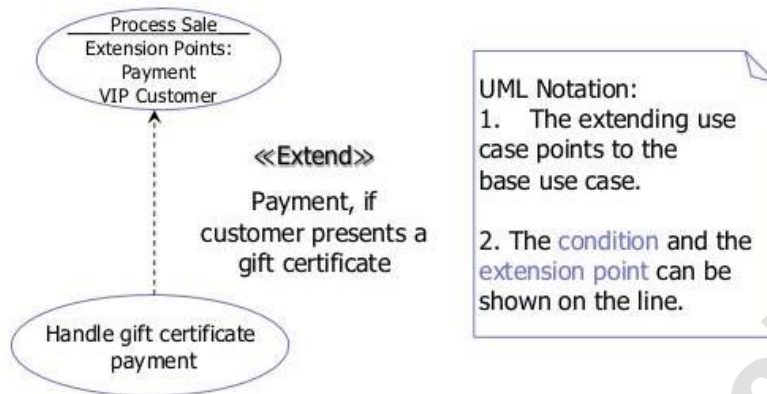 Process Sale
Extension Points:
Payment
VIP Customer
≪Extend≫
Payment, if
customer presents a
gift certificate
Handle gift certificate
payment
UML Notation:
1. The extending use
case points to the
base use case.
2. The condition and the
extension point can be
shown on the line.